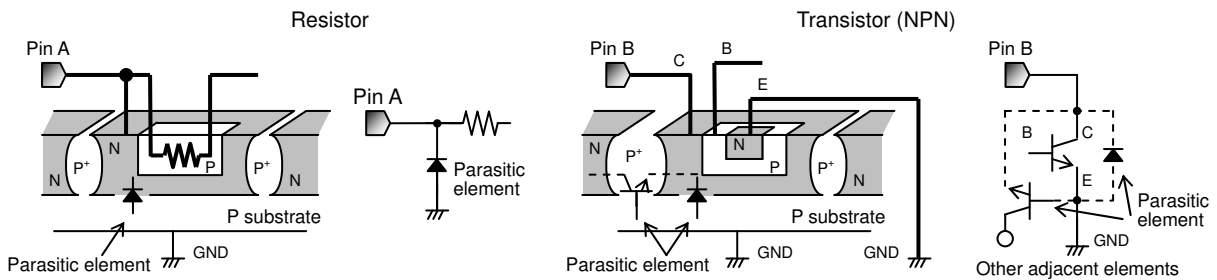 Resistor
Pin A
N
P+
N
P
P+
N
P substrate
Parasitic element
GND
Pin A
Parasitic
element
Transistor (NPN)
Pin B
C
B
E
N
P+
N
N
P
P+
N
P substrate
Parasitic element
GND
GND
Pin B
B
C
E
Parasitic
element
GND
Other adjacent elements